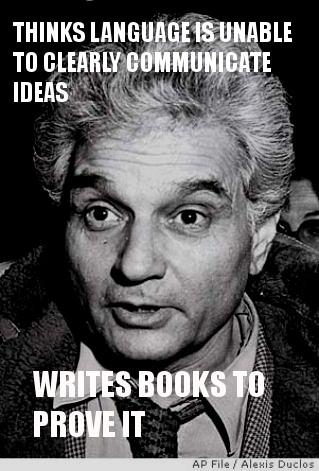 THINKS LANGUAGE IS UNABLE
TO CLEARLY COMMUNICATE
IDEAS
WRITES BOOKS TO
PROVE IT
AP File / Alexis Duclos